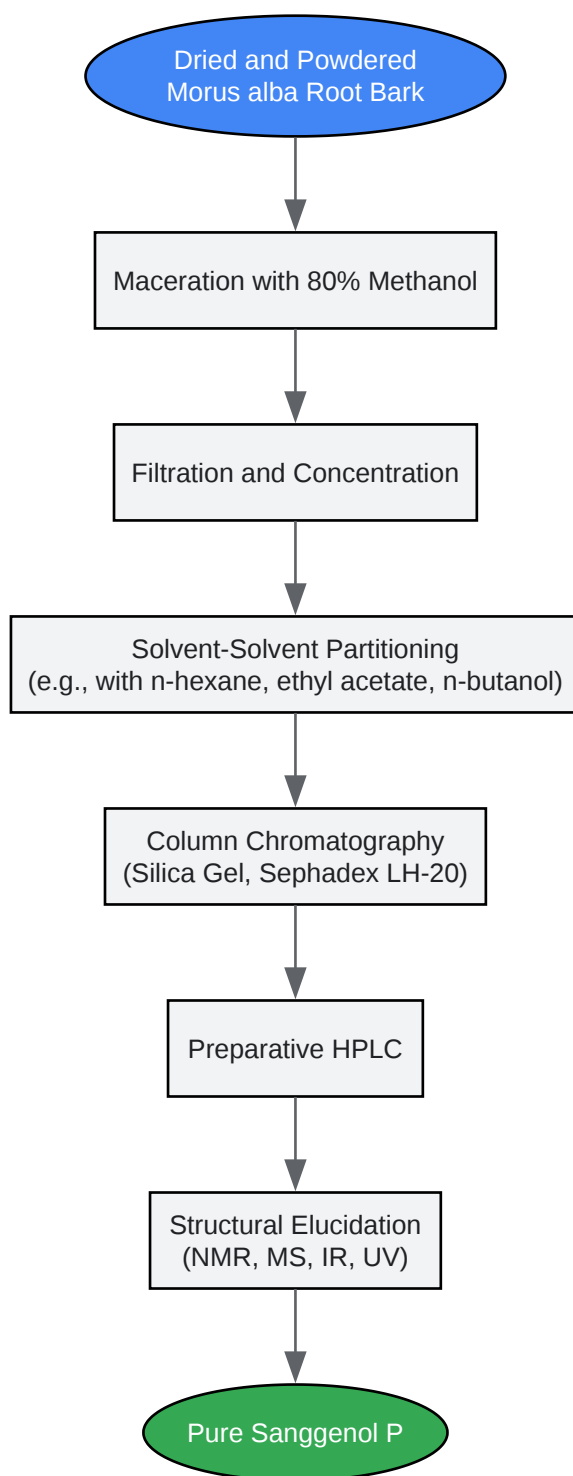 Dried and Powdered
Morus alba Root Bark
Maceration with 80% Methanol
Filtration and Concentration
Solvent-Solvent Partitioning
(e.g., with n-hexane, ethyl acetate, n-butanol)
Column Chromatography
(Silica Gel, Sephadex LH-20)
Preparative HPLC
Structural Elucidation
(NMR, MS, IR, UV)
Pure Sanggenol P